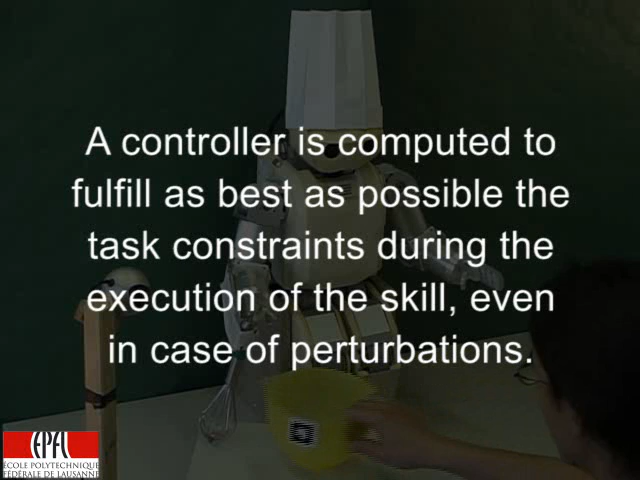 A controller is computed to
fulfill as best as possible the
task constraints during the
execution of the skill, even
in case of perturbations.
EPFL
ÉCOLE POLYTECHNIQUE
FÉDÉRALE DE LAUSANNE